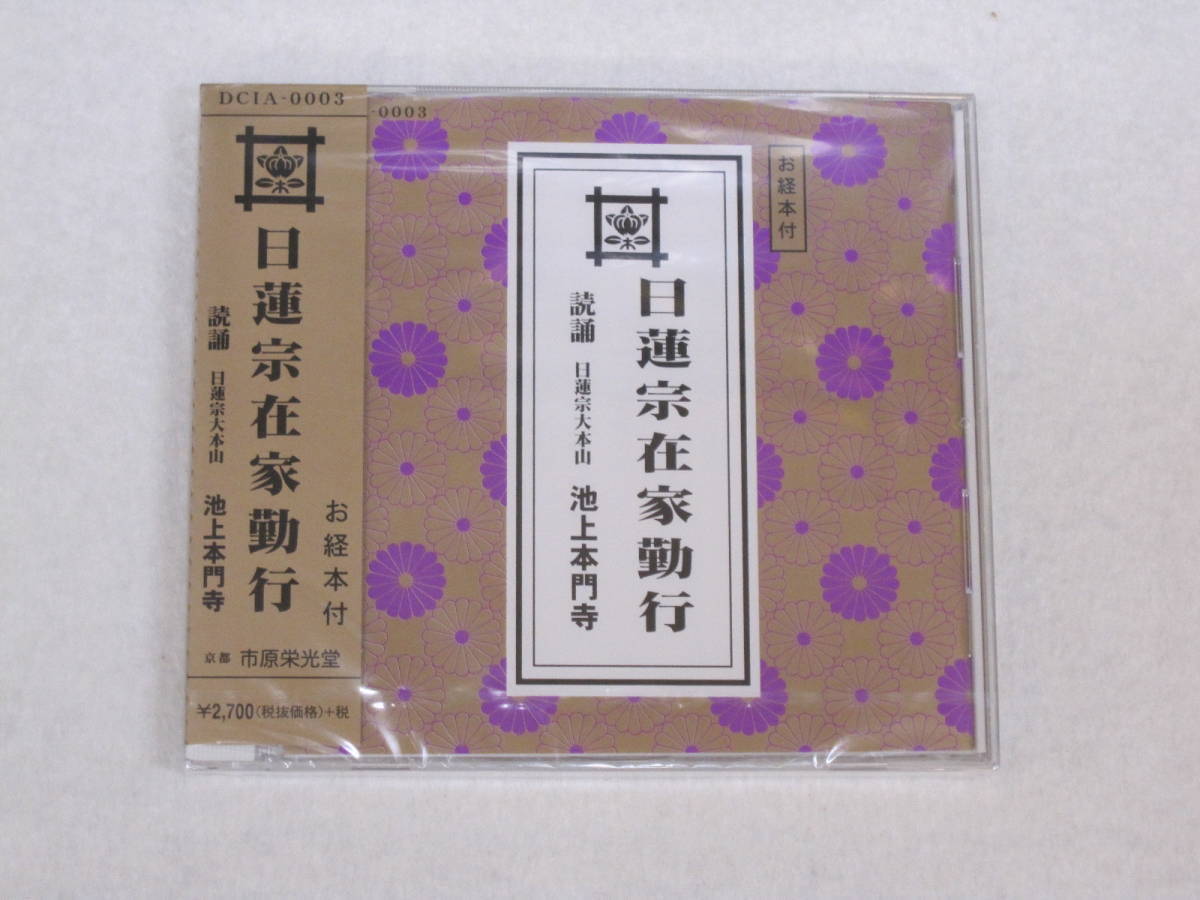 DCIA-0003
日蓮宗在家勤行
読誦 日蓮宗大本山 池上本門寺
お経本付
京都 市原栄光堂
¥2,700(税抜価格)+税
-0003
お経本付
日蓮宗在家勤行
読誦 日蓮宗大本山 池上本門寺